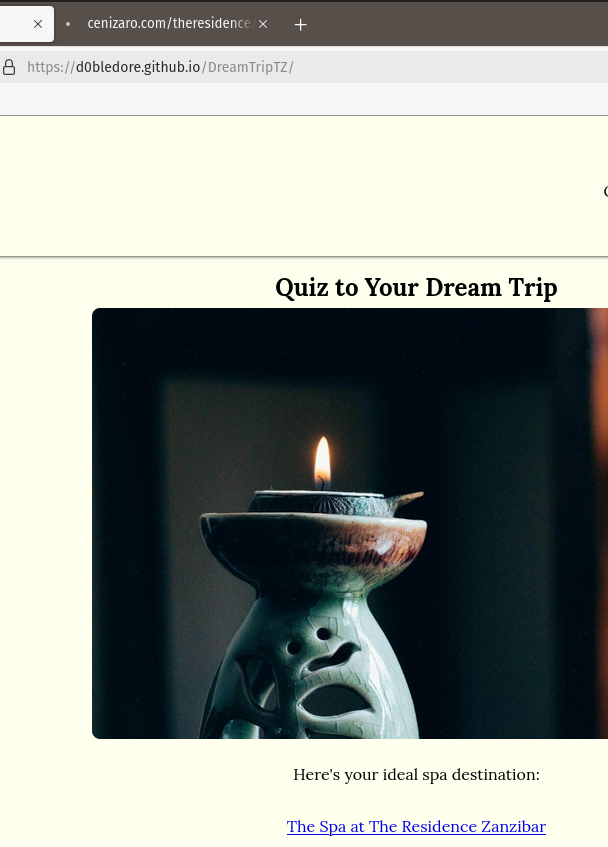 cenizaro.com/theresidence/
https://d0bledore.github.io/DreamTripTZ/
Quiz to Your Dream Trip
Here's your ideal spa destination:
The Spa at The Residence Zanzibar